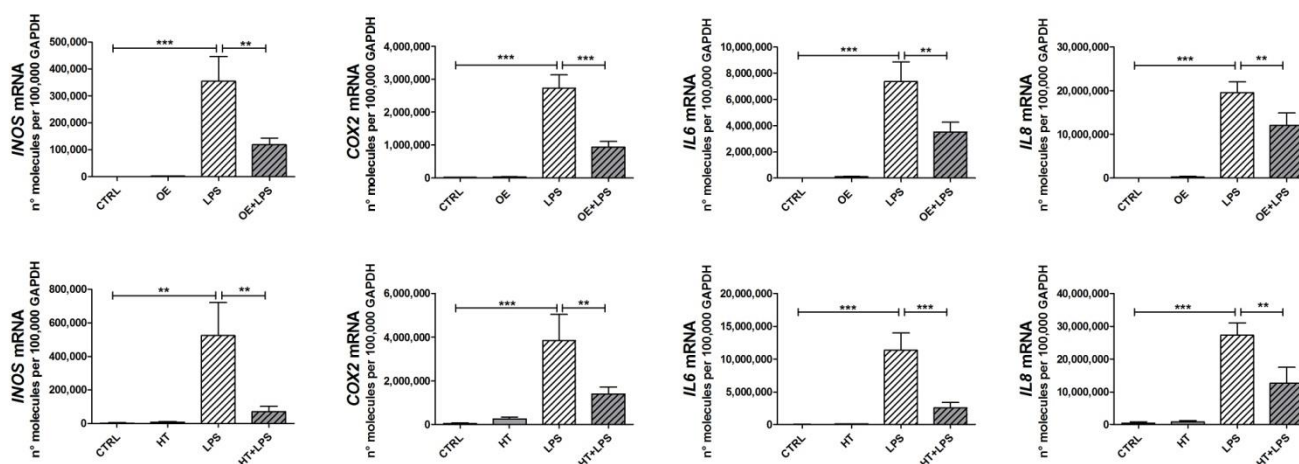 INOS mRNA
n° molecules per 100,000 GAPDH
500,000
400,000
300,000
200,000
100,000
0
***
**
CTRL
OE
LPS
OE+LPS
COX2 mRNA
n° molecules per 100,000 GAPDH
4,000,000
3,000,000
2,000,000
1,000,000
0
***
***
CTRL
OE
LPS
OE+LPS
IL6 mRNA
n° molecules per 100,000 GAPDH
10,000,000
8,000,000
6,000,000
4,000,000
2,000,000
0
***
**
CTRL
OE
LPS
OE+LPS
IL8 mRNA
n° molecules per 100,000 GAPDH
30,000,000
20,000,000
10,000,000
0
***
**
CTRL
OE
LPS
OE+LPS
INOS mRNA
n° molecules per 100,000 GAPDH
800,000
600,000
400,000
200,000
0
**
**
CTRL
HT
LPS
HT+LPS
COX2 mRNA
n° molecules per 100,000 GAPDH
6,000,000
4,000,000
2,000,000
0
***
**
CTRL
HT
LPS
HT+LPS
IL6 mRNA
n° molecules per 100,000 GAPDH
20,000,000
15,000,000
10,000,000
5,000,000
0
***
***
CTRL
HT
LPS
HT+LPS
IL8 mRNA
n° molecules per 100,000 GAPDH
40,000,000
30,000,000
20,000,000
10,000,000
0
***
**
CTRL
HT
LPS
HT+LPS